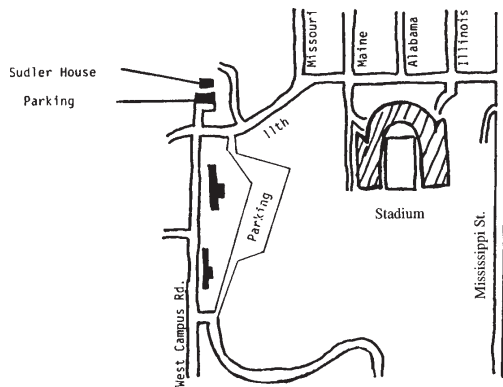 Missouri
Maine
Alabama
Illinois
Sudler House
Parking
11th
Parking
Stadium
Mississippi St.
West Campus Rd.